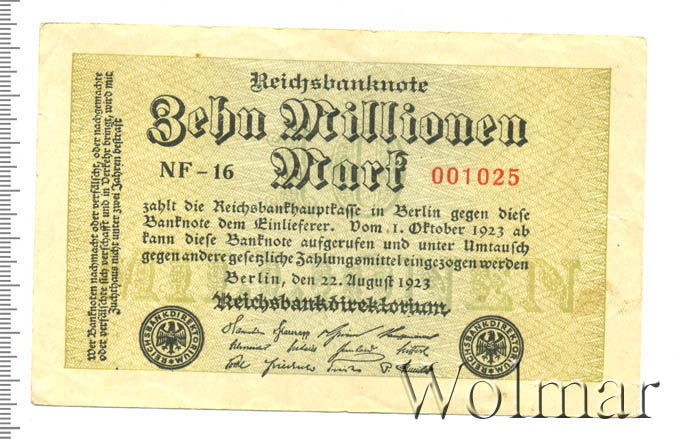 Reichsbanknote
Zehn Millionen
Mark
NF-16
001025
zahlt die Reichsbankhauptkasse in Berlin gegen diese
Banknote dem Einlieferer. Vom 1. Oktober 1923 ab
kann diese Banknote aufgerufen und unter Umtausch
gegen andere gesetzliche Zahlungsmittel eingezogen werden
Berlin, den 22. August 1923
Reichsbankdirektorium
REICHSBANKDIREKTORIUM
REICHSBANKDIREKTORIUM
Wer Banknoten nachmacht oder verfälscht, oder nachgemachte
oder verfälschte sich verschafft und in Verkehr bringt, wird mit
Zuchthaus nicht unter zwei Jahren bestraft
Wolmar